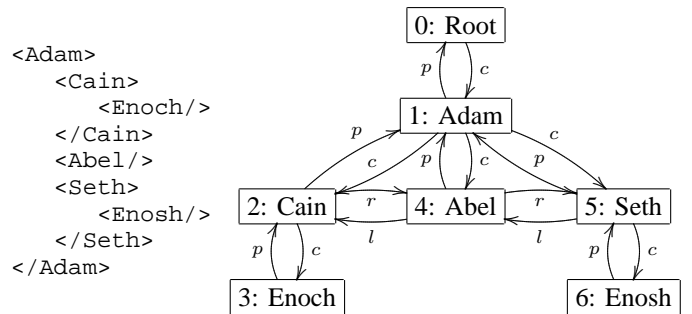 <Adam>
<Cain>
<Enoch/>
</Cain>
<Abel/>
<Seth>
<Enosh/>
</Seth>
</Adam>
0: Root
p c
1: Adam
p c p c p c
2: Cain r 4: Abel r 5: Seth
l l
p c p c
3: Enoch 6: Enosh